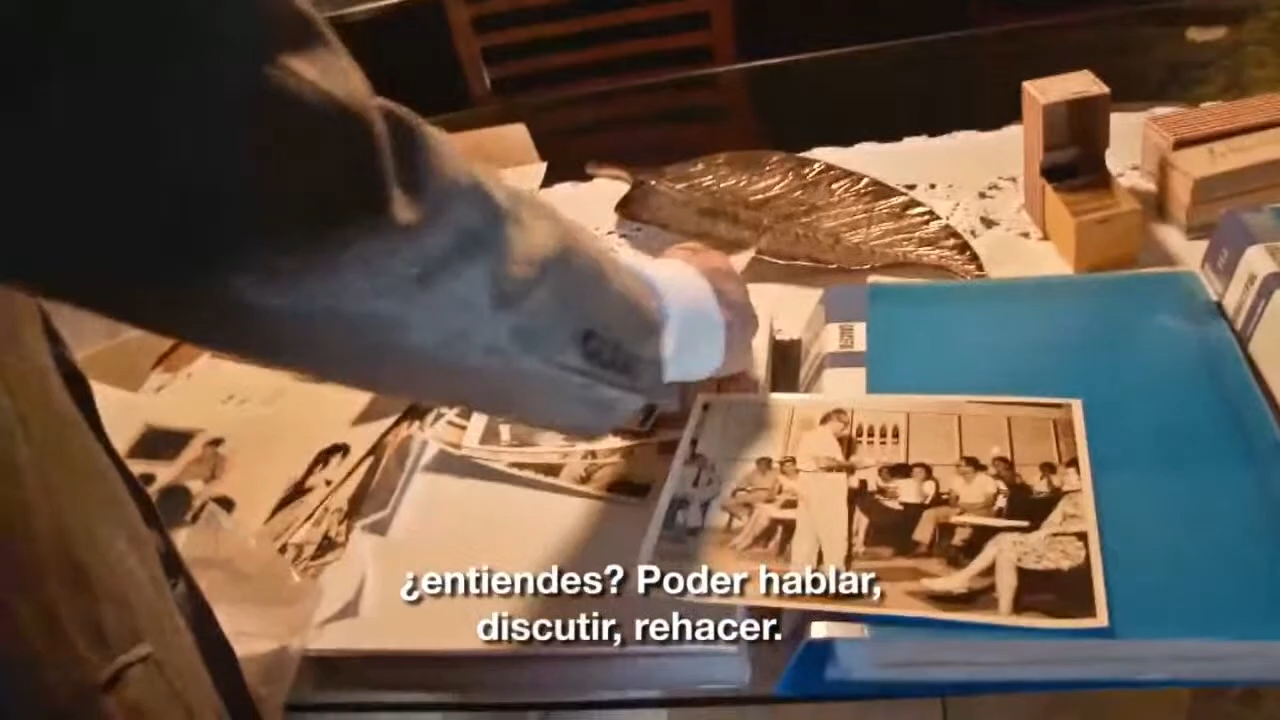 ¿entiendes? Poder hablar,
discutir, rehacer.